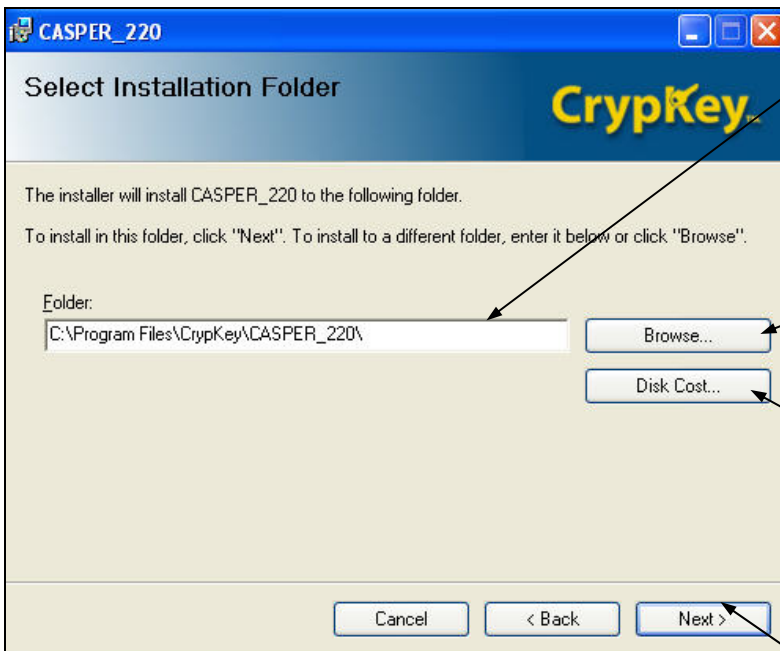 CASPER_220
Select Installation Folder
CrypKey™
The installer will install CASPER_220 to the following folder.
To install in this folder, click "Next". To install to a different folder, enter it below or click "Browse".
Folder:
C:\Program Files\CrypKey\CASPER_220\
Browse...
Disk Cost...
Cancel
< Back
Next >